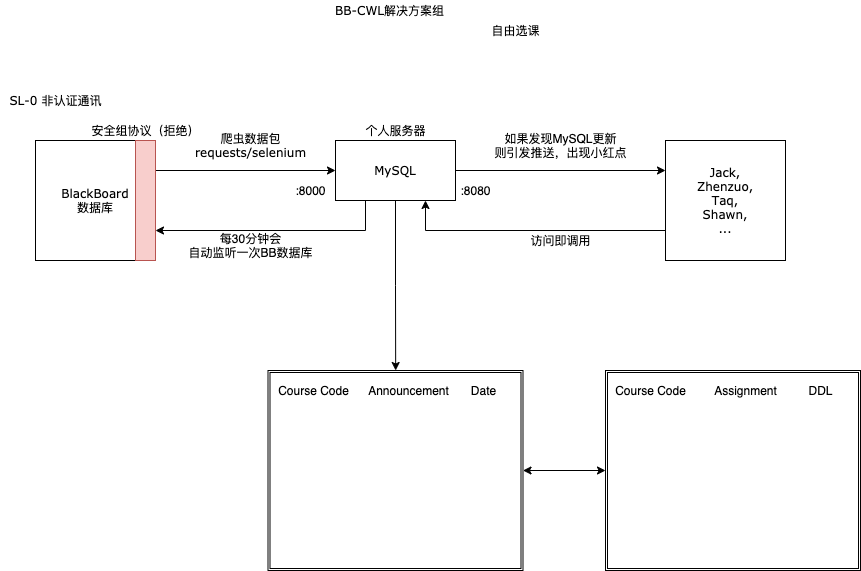 BB-CWL解决方案组
自由选课
SL-0 非认证通讯
安全组协议（拒绝）
爬虫数据包
requests/selenium
个人服务器
如果发现MySQL更新
则引发推送，出现小红点
BlackBoard
数据库
MySQL
Jack,
Zhenzuo,
Taq,
Shawn,
...
:8000
:8080
每30分钟会
自动监听一次BB数据库
访问即调用
Course Code Announcement Date
Course Code Assignment DDL